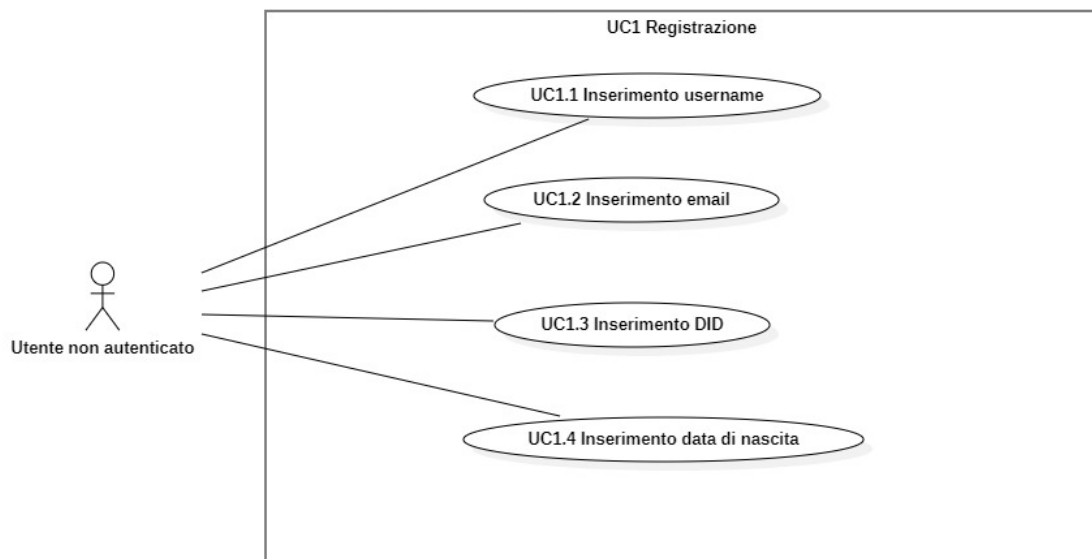 UC1 Registrazione
UC1.1 Inserimento username
UC1.2 Inserimento email
UC1.3 Inserimento DID
Utente non autenticato
UC1.4 Inserimento data di nascita